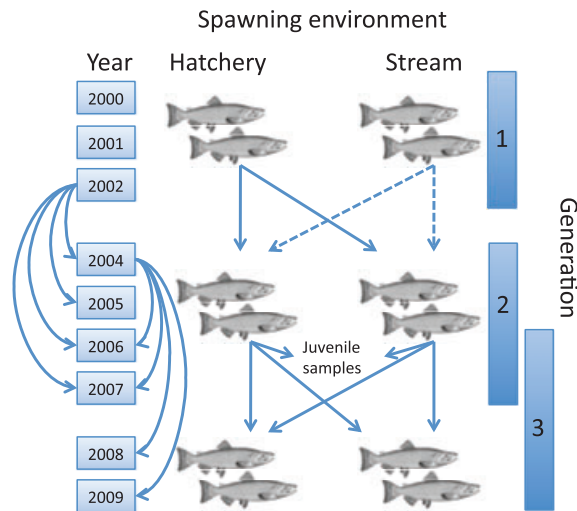 Spawning environment
Year Hatchery Stream
2000
2001
2002
2004
2005
2006
2007
2008
2009
Juvenile
samples
1
2
3
Generation